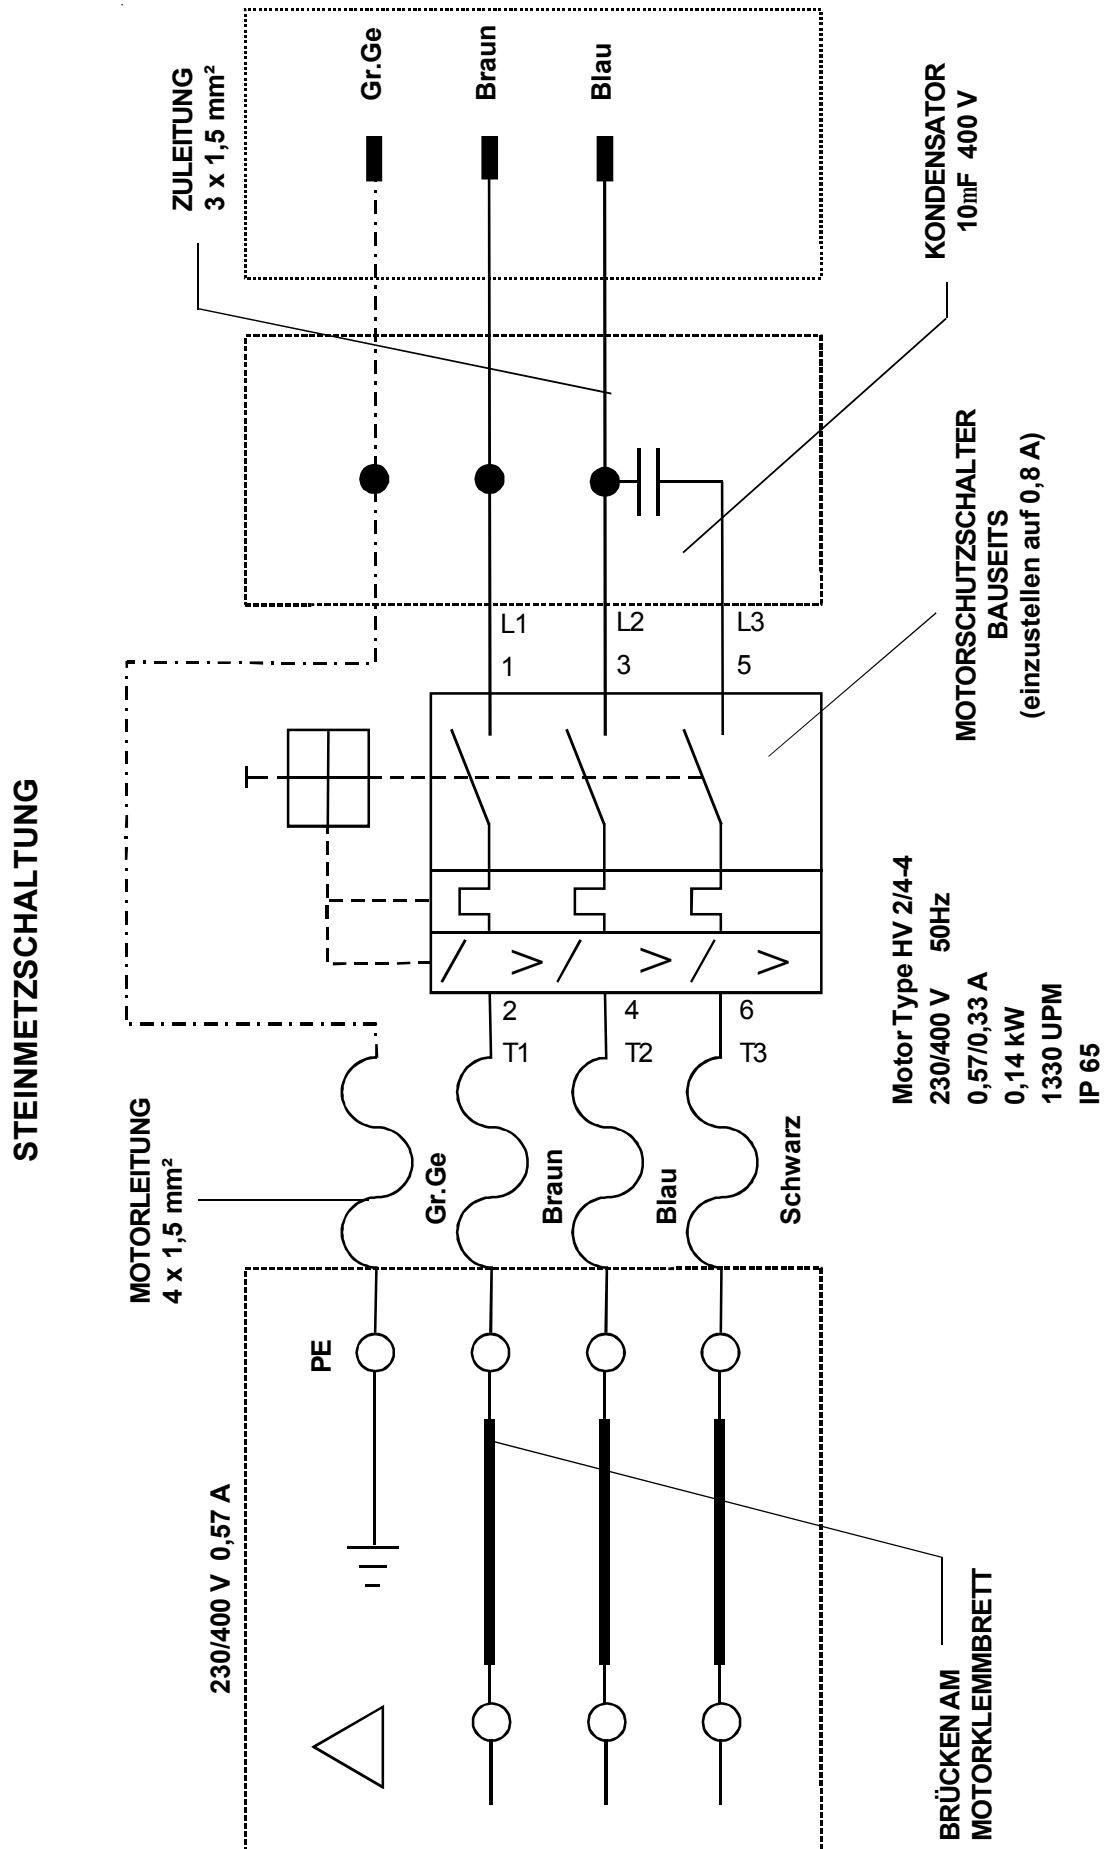 STEINMETZSCHALTUNG
ZULEITUNG
3 x 1,5 mm²
Gr.Ge
Braun
Blau
KONDENSATOR
10mF 400 V
MOTORSCHUTZSCHALTER
BAUSEITS
(einzustellen auf 0,8 A)
L1
L2
L3
1
3
5
2
4
6
T1
T2
T3
Motor Type HV 2/4-4
230/400 V 50Hz
0,57/0,33 A
0,14 kW
1330 UPM
IP 65
MOTORLEITUNG
4 x 1,5 mm²
Gr.Ge
Braun
Blau
Schwarz
PE
230/400 V 0,57 A
BRÜCKEN AM
MOTORKLEMMBRETT